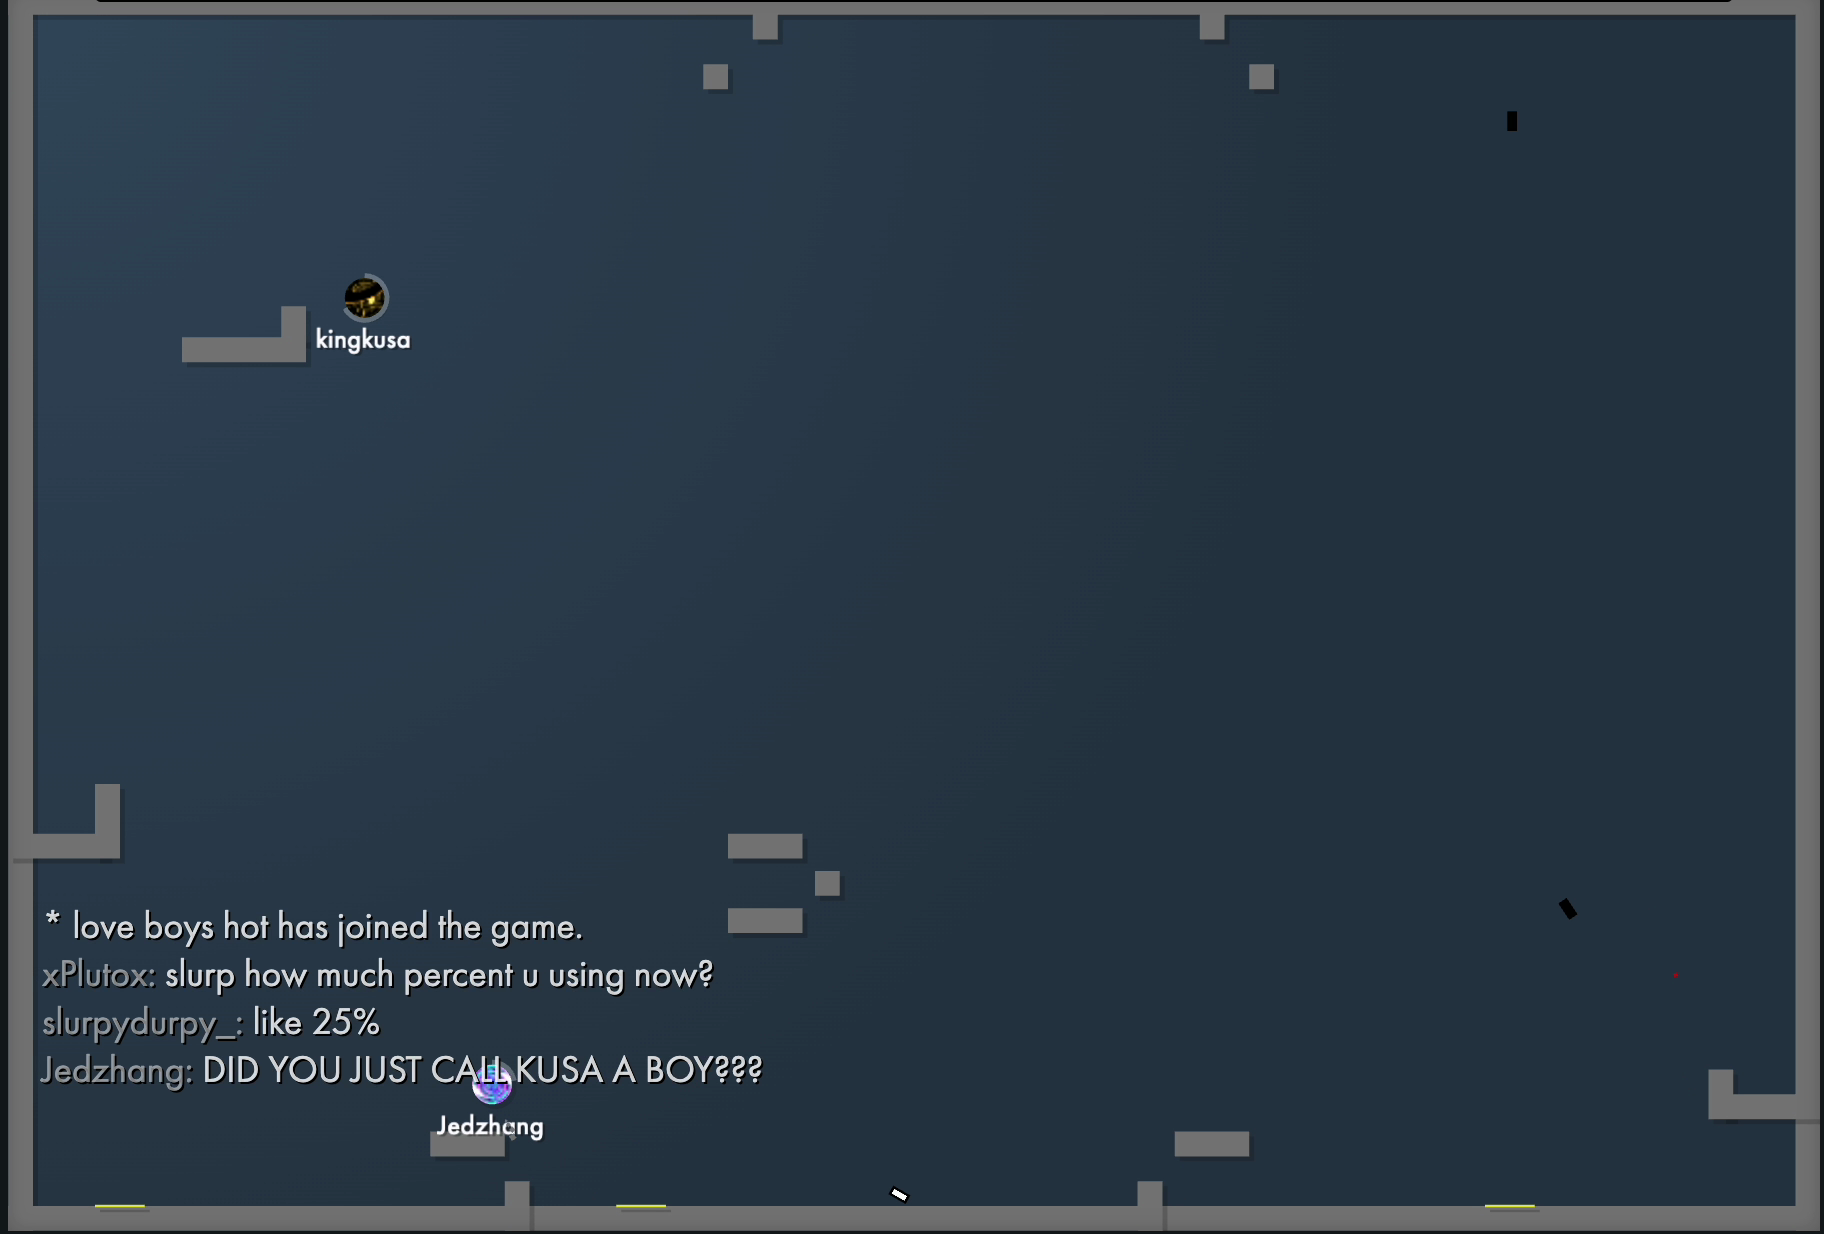 kingkusa
* love boys hot has joined the game.
xPlutox: slurp how much percent u using now?
slurpydurpy_: like 25%
Jedzhang: DID YOU JUST CALL KUSA A BOY???
Jedzhang